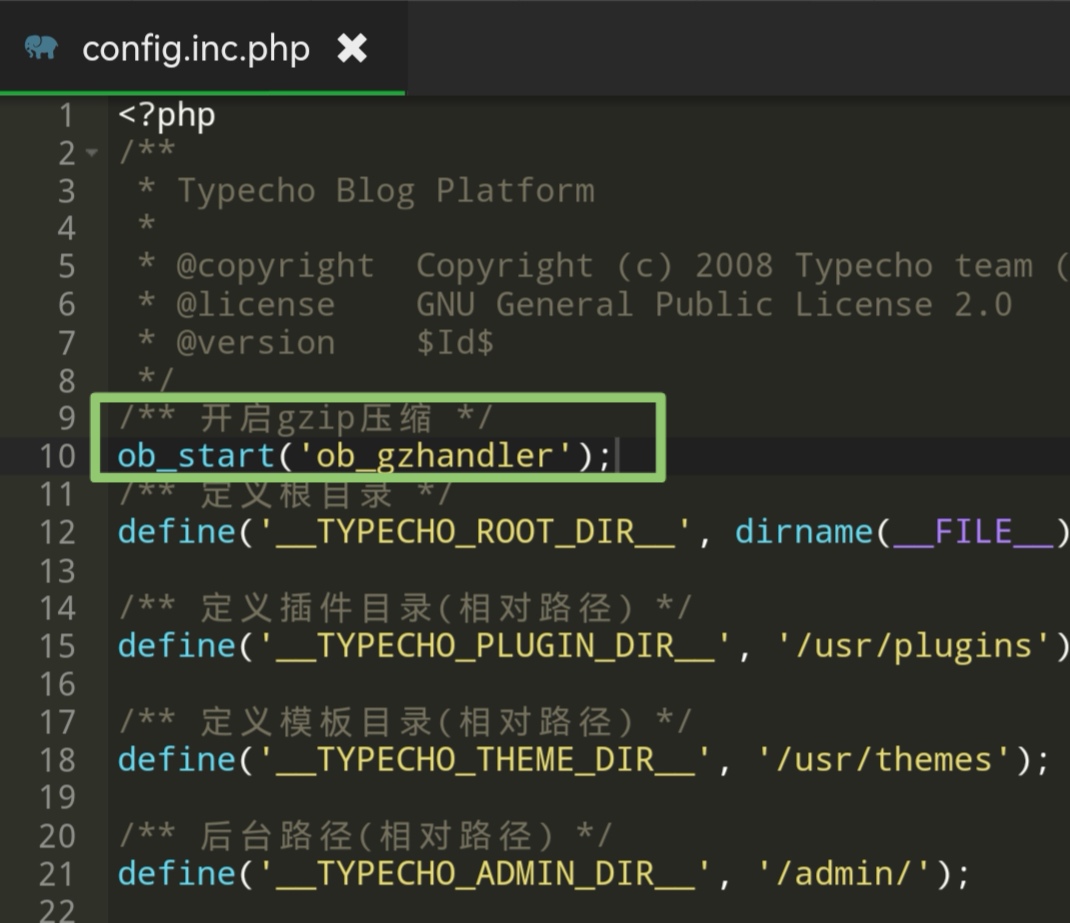 config.inc.php ✖
1 <?php
2 /**
3  * Typecho Blog Platform
4  *
5  * @copyright  Copyright (c) 2008 Typecho team (
6  * @license    GNU General Public License 2.0
7  * @version    $Id$
8  */
9 /** 开启gzip压缩 */
10 ob_start('ob_gzhandler');
11 /** 定义根目录 */
12 define('__TYPECHO_ROOT_DIR__', dirname(__FILE__)
13
14 /** 定义插件目录(相对路径) */
15 define('__TYPECHO_PLUGIN_DIR__', '/usr/plugins')
16
17 /** 定义模板目录(相对路径) */
18 define('__TYPECHO_THEME_DIR__', '/usr/themes');
19
20 /** 后台路径(相对路径) */
21 define('__TYPECHO_ADMIN_DIR__', '/admin/');
22